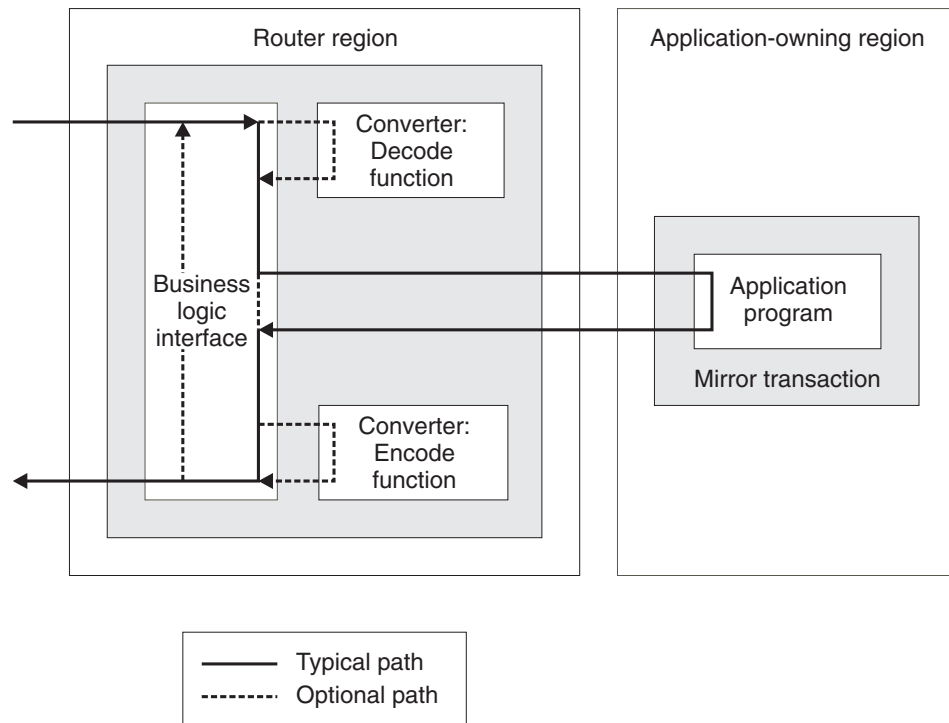 Router region
Application-owning region
Converter:
Decode
function
Business
logic
interface
Application
program
Mirror transaction
Converter:
Encode
function
Typical path
Optional path